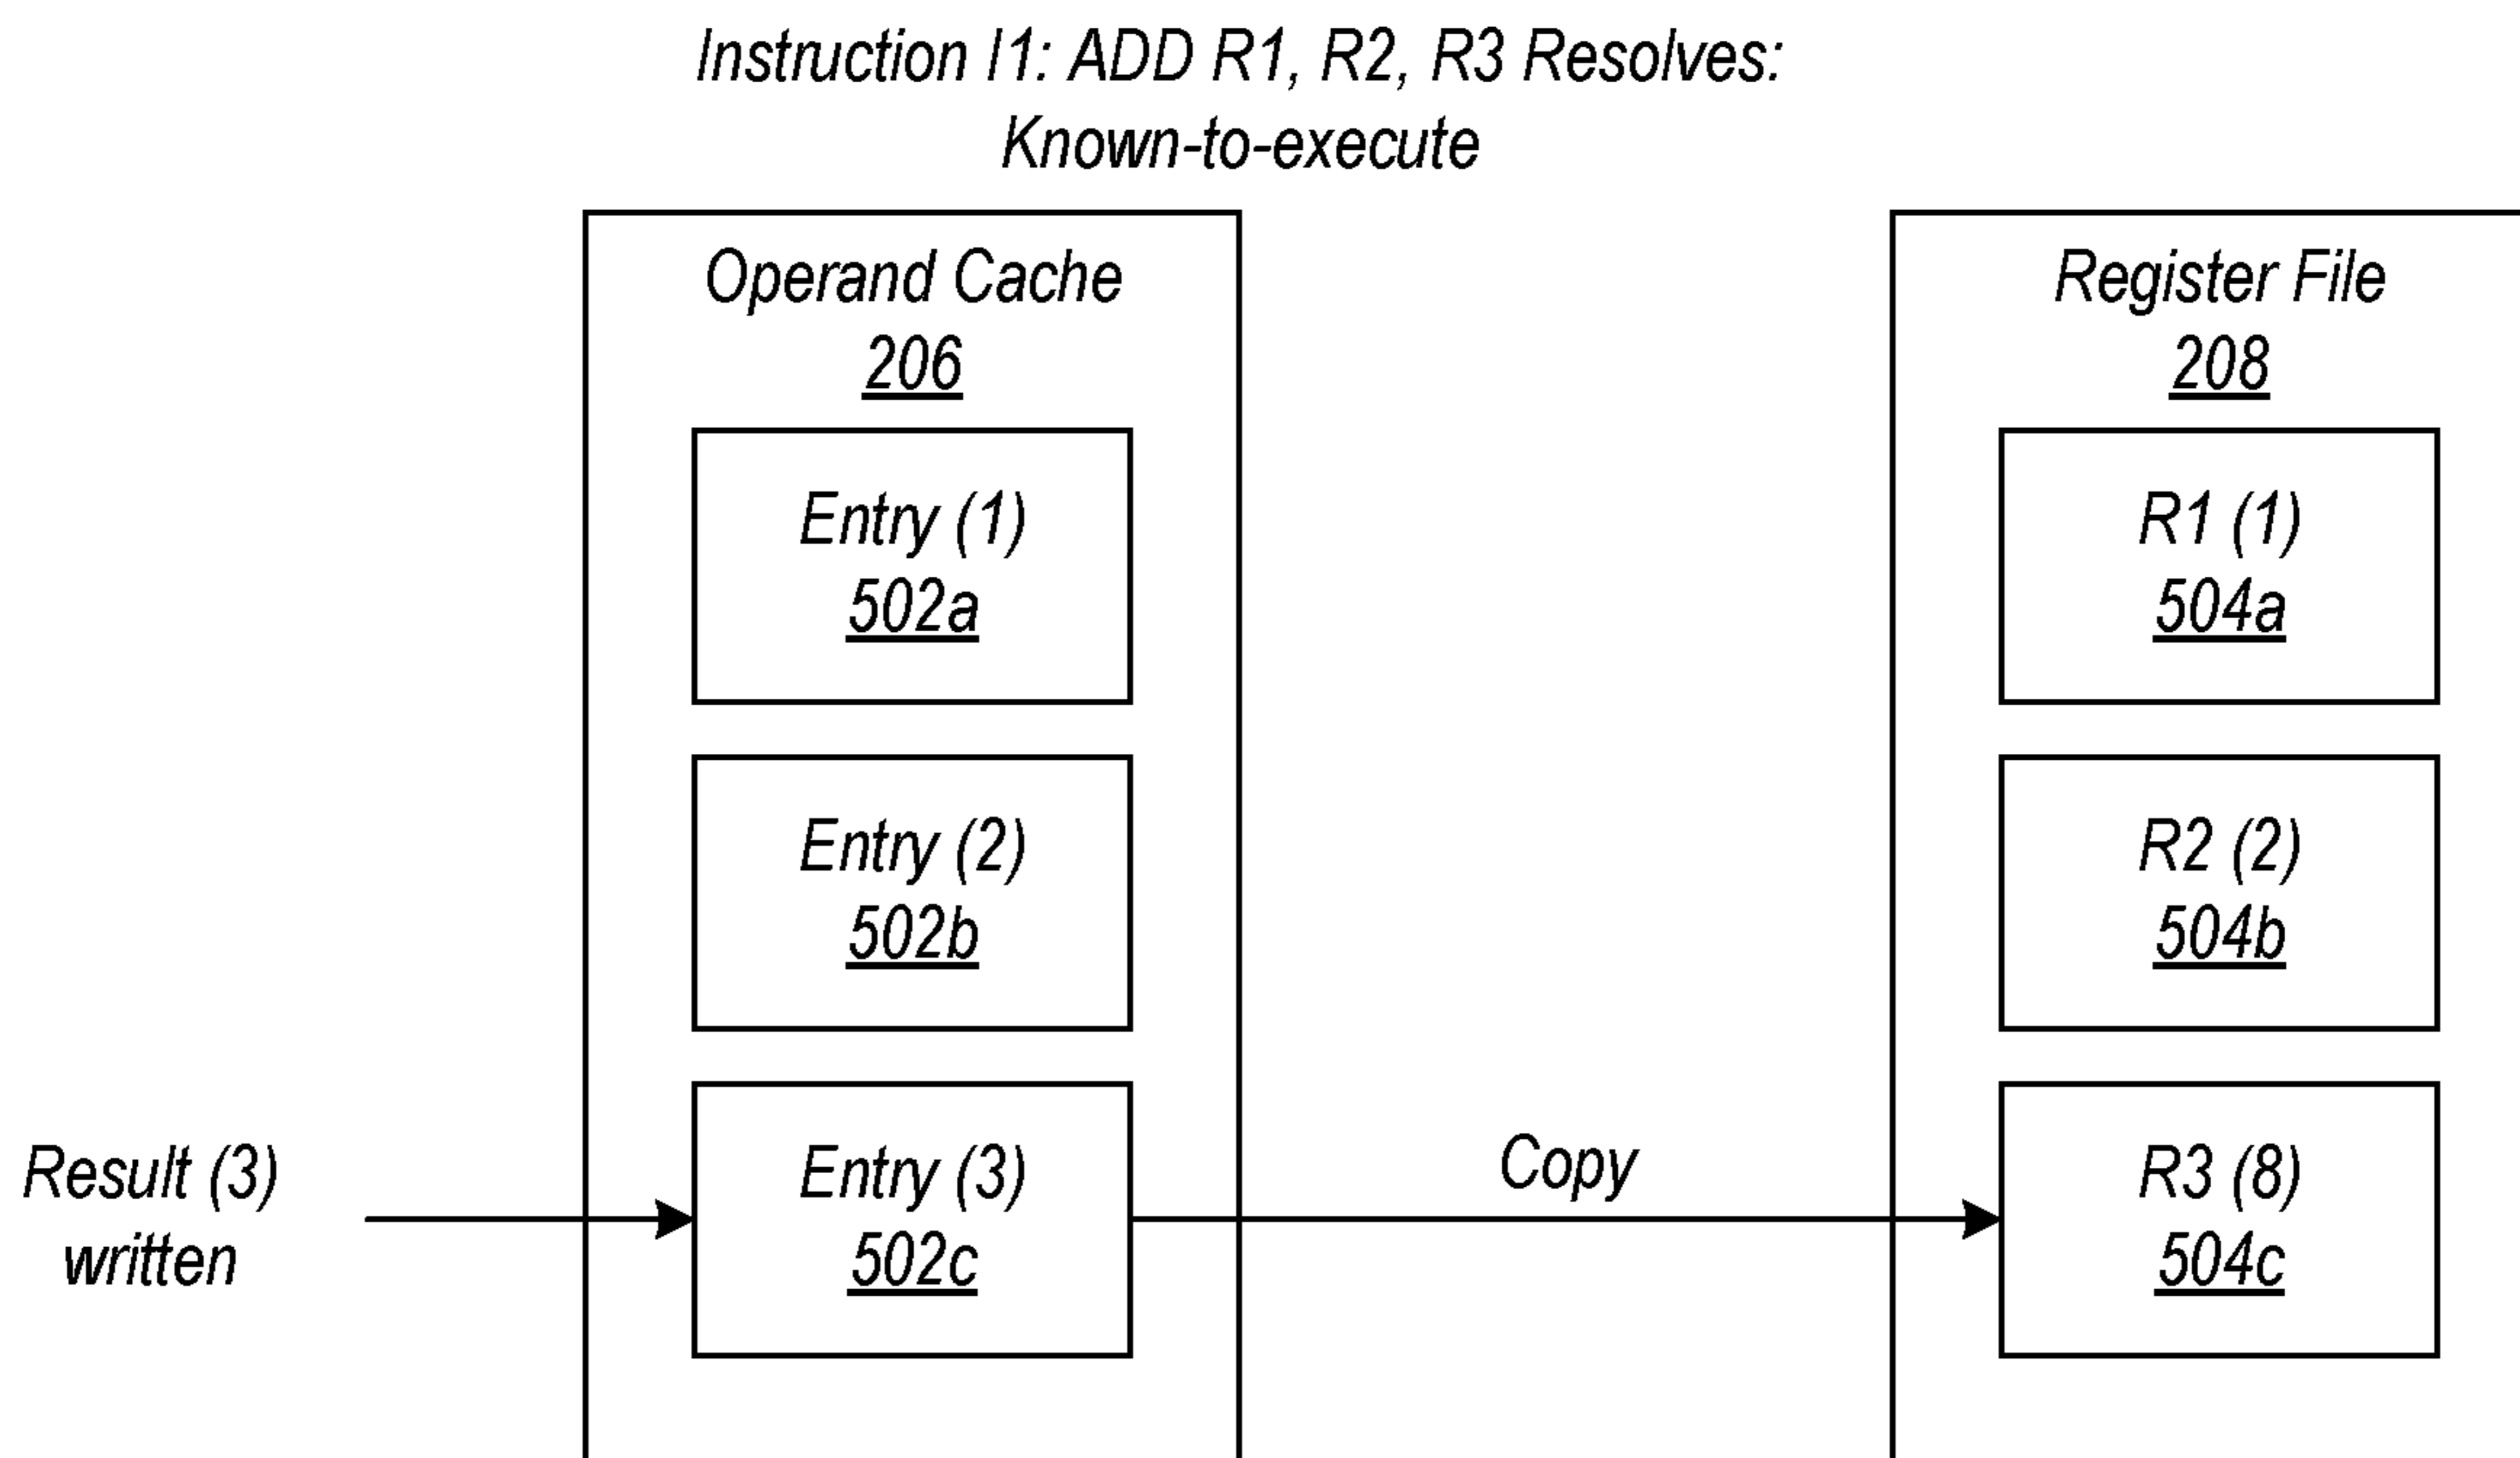 Instruction I1: ADD R1, R2, R3 Resolves:
Known-to-execute
Operand Cache
206
Entry (1)
502a
Entry (2)
502b
Entry (3)
502c
Result (3)
written
Copy
Register File
208
R1 (1)
504a
R2 (2)
504b
R3 (8)
504c